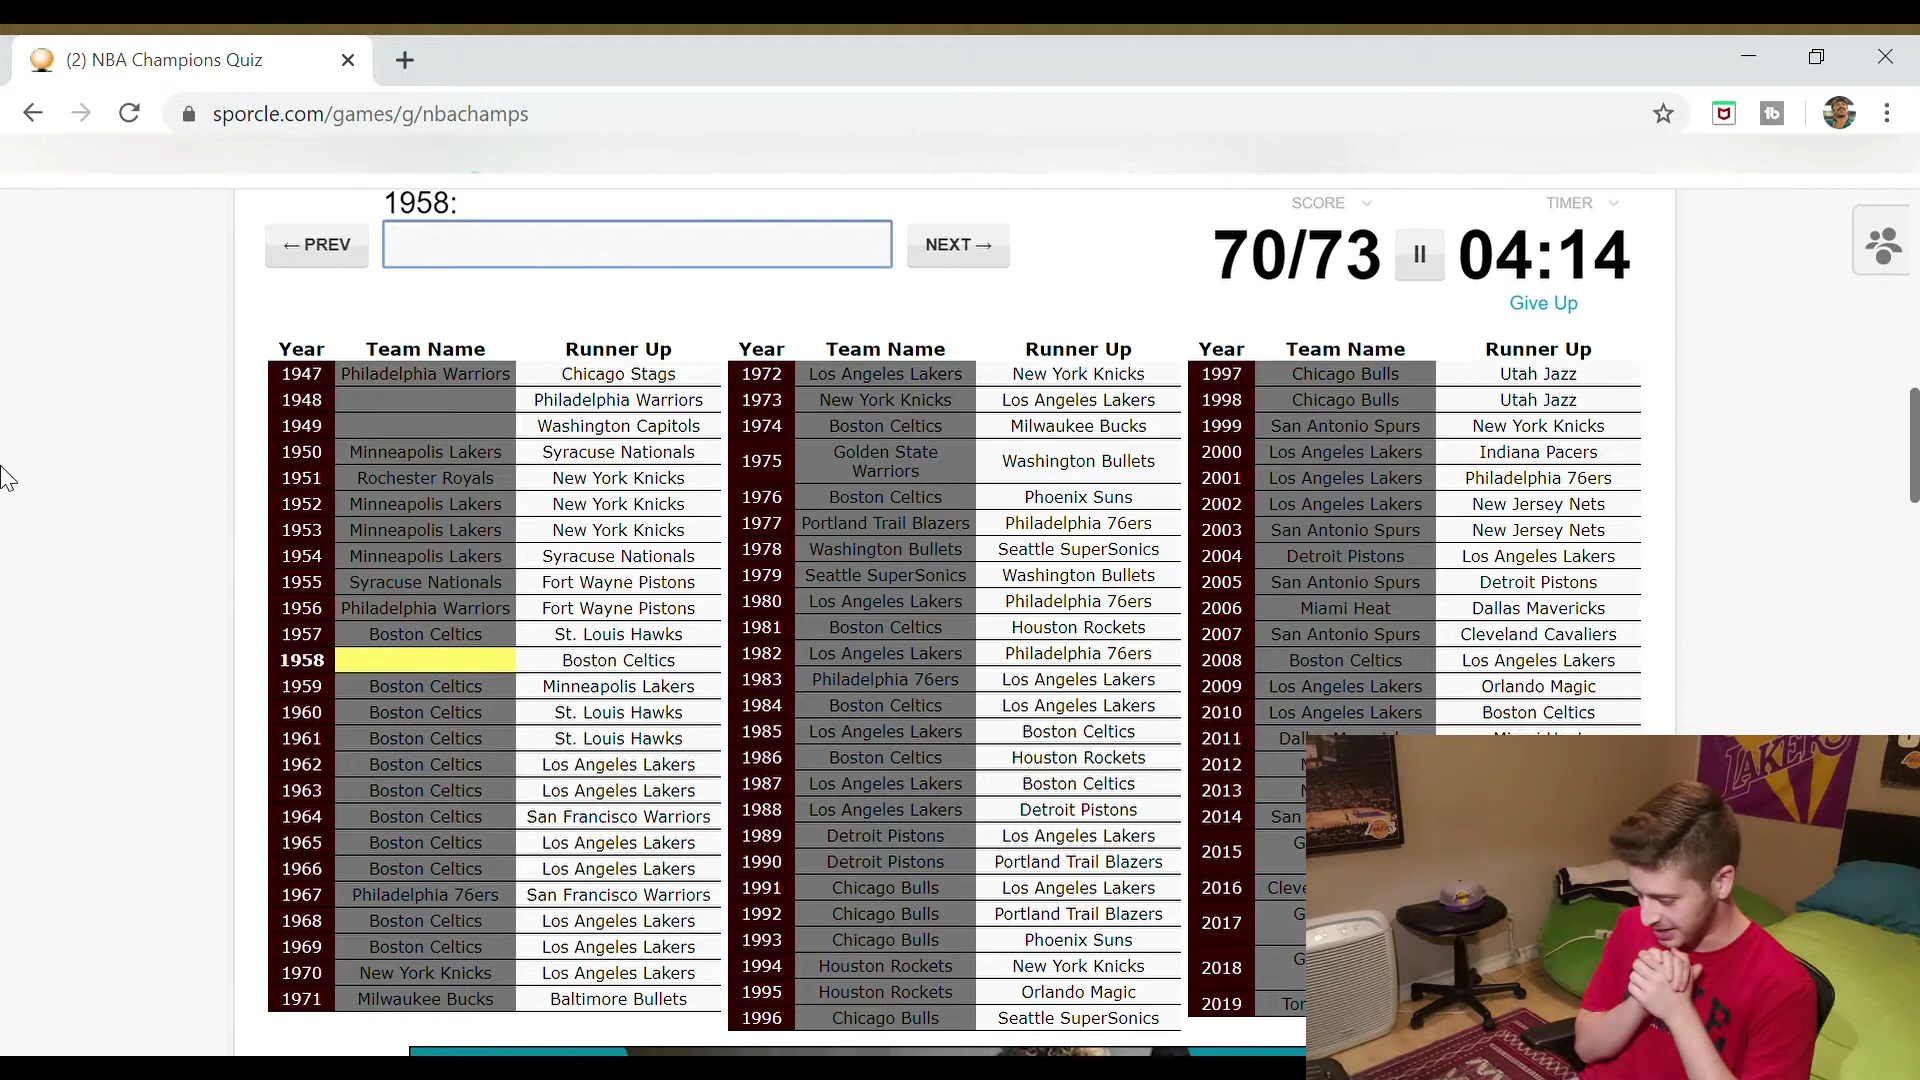 (2) NBA Champions Quiz
sporcle.com/games/g/nbachamps
1958:
← PREV
NEXT →
SCORE
TIMER
70/73
04:14
Give Up
Year Team Name Runner Up
1947 Philadelphia Warriors Chicago Stags
1948 Philadelphia Warriors
1949 Washington Capitols
1950 Minneapolis Lakers Syracuse Nationals
1951 Rochester Royals New York Knicks
1952 Minneapolis Lakers New York Knicks
1953 Minneapolis Lakers New York Knicks
1954 Minneapolis Lakers Syracuse Nationals
1955 Syracuse Nationals Fort Wayne Pistons
1956 Philadelphia Warriors Fort Wayne Pistons
1957 Boston Celtics St. Louis Hawks
1958 Boston Celtics
1959 Boston Celtics Minneapolis Lakers
1960 Boston Celtics St. Louis Hawks
1961 Boston Celtics St. Louis Hawks
1962 Boston Celtics Los Angeles Lakers
1963 Boston Celtics Los Angeles Lakers
1964 Boston Celtics San Francisco Warriors
1965 Boston Celtics Los Angeles Lakers
1966 Boston Celtics Los Angeles Lakers
1967 Philadelphia 76ers San Francisco Warriors
1968 Boston Celtics Los Angeles Lakers
1969 Boston Celtics Los Angeles Lakers
1970 New York Knicks Los Angeles Lakers
1971 Milwaukee Bucks Baltimore Bullets
Year Team Name Runner Up
1972 Los Angeles Lakers New York Knicks
1973 New York Knicks Los Angeles Lakers
1974 Boston Celtics Milwaukee Bucks
1975 Golden State Warriors Washington Bullets
1976 Boston Celtics Phoenix Suns
1977 Portland Trail Blazers Philadelphia 76ers
1978 Washington Bullets Seattle SuperSonics
1979 Seattle SuperSonics Washington Bullets
1980 Los Angeles Lakers Philadelphia 76ers
1981 Boston Celtics Houston Rockets
1982 Los Angeles Lakers Philadelphia 76ers
1983 Philadelphia 76ers Los Angeles Lakers
1984 Boston Celtics Los Angeles Lakers
1985 Los Angeles Lakers Boston Celtics
1986 Boston Celtics Houston Rockets
1987 Los Angeles Lakers Boston Celtics
1988 Los Angeles Lakers Detroit Pistons
1989 Detroit Pistons Los Angeles Lakers
1990 Detroit Pistons Portland Trail Blazers
1991 Chicago Bulls Los Angeles Lakers
1992 Chicago Bulls Portland Trail Blazers
1993 Chicago Bulls Phoenix Suns
1994 Houston Rockets New York Knicks
1995 Houston Rockets Orlando Magic
1996 Chicago Bulls Seattle SuperSonics
Year Team Name Runner Up
1997 Chicago Bulls Utah Jazz
1998 Chicago Bulls Utah Jazz
1999 San Antonio Spurs New York Knicks
2000 Los Angeles Lakers Indiana Pacers
2001 Los Angeles Lakers Philadelphia 76ers
2002 Los Angeles Lakers New Jersey Nets
2003 San Antonio Spurs New Jersey Nets
2004 Detroit Pistons Los Angeles Lakers
2005 San Antonio Spurs Detroit Pistons
2006 Miami Heat Dallas Mavericks
2007 San Antonio Spurs Cleveland Cavaliers
2008 Boston Celtics Los Angeles Lakers
2009 Los Angeles Lakers Orlando Magic
2010 Los Angeles Lakers Boston Celtics
2011
2012
2013
2014 San
2015 G
2016 Cleve
2017 G
2018 G
2019 Tor
LAKERS